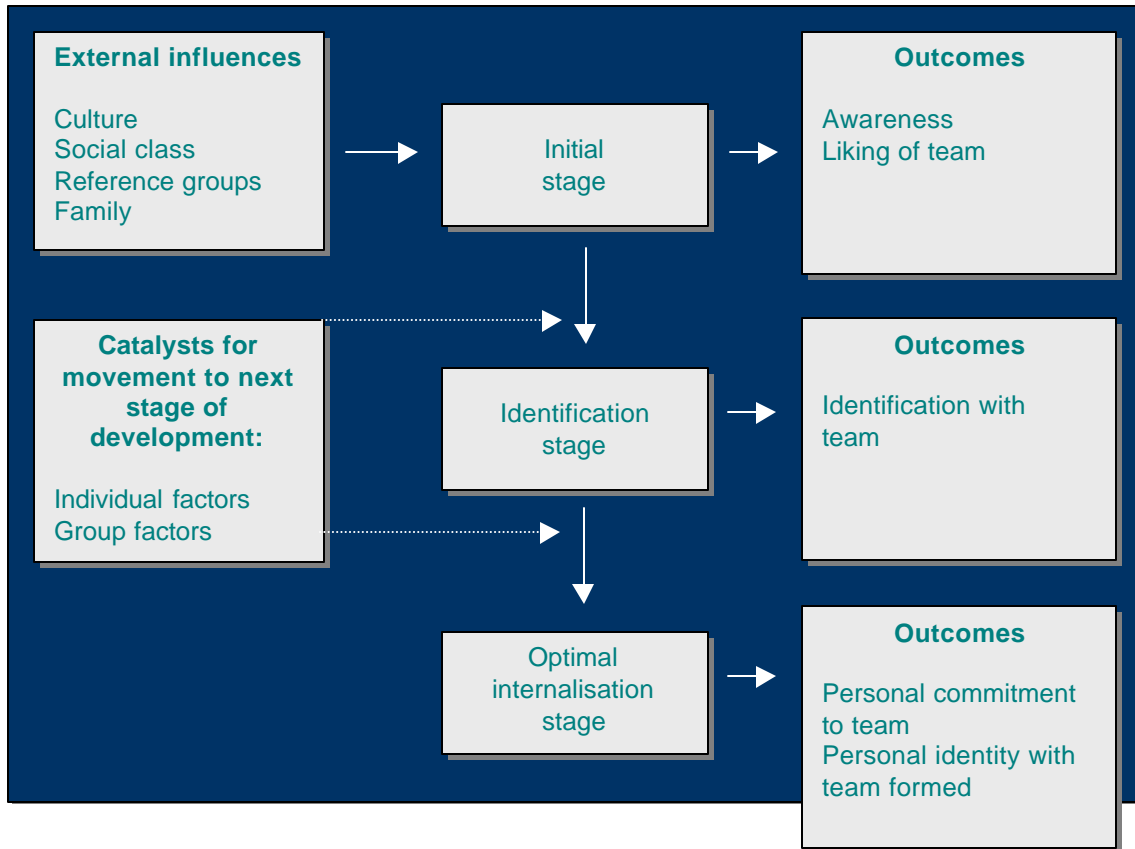 External influences
Culture
Social class
Reference groups
Family
Initial
stage
Outcomes
Awareness
Liking of team
Catalysts for
movement to next
stage of
development:
Individual factors
Group factors
Identification
stage
Outcomes
Identification with
team
Optimal
internalisation
stage
Outcomes
Personal commitment
to team
Personal identity with
team formed